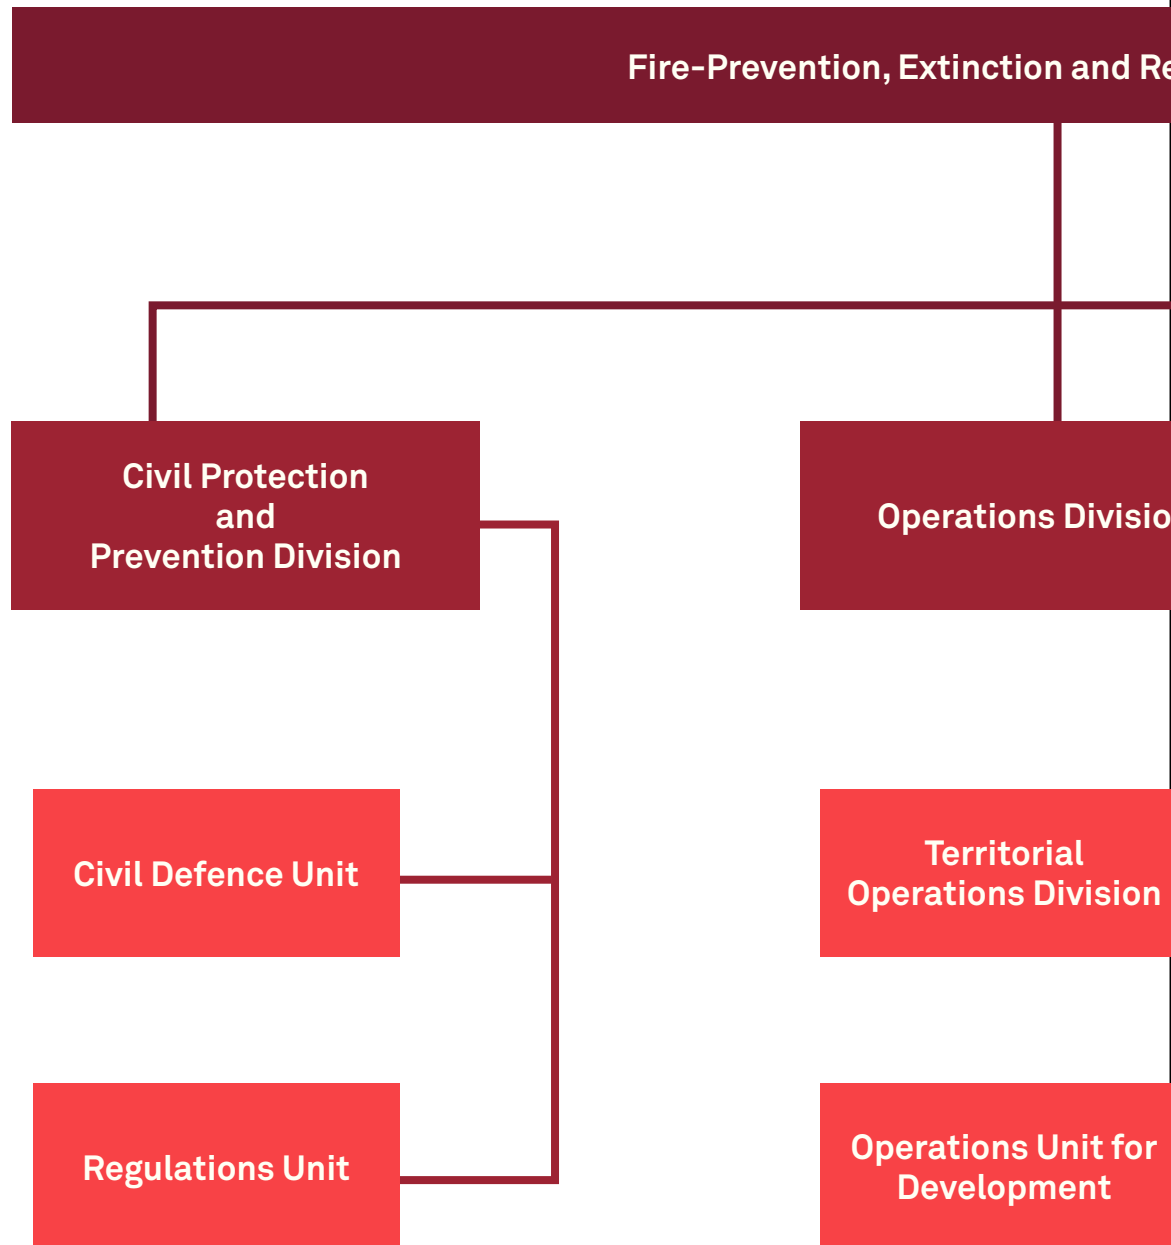 Fire-Prevention, Extinction and Re
Civil Protection
and
Prevention Division
Operations Divisio
Civil Defence Unit
Territorial
Operations Division
Regulations Unit
Operations Unit for
Development